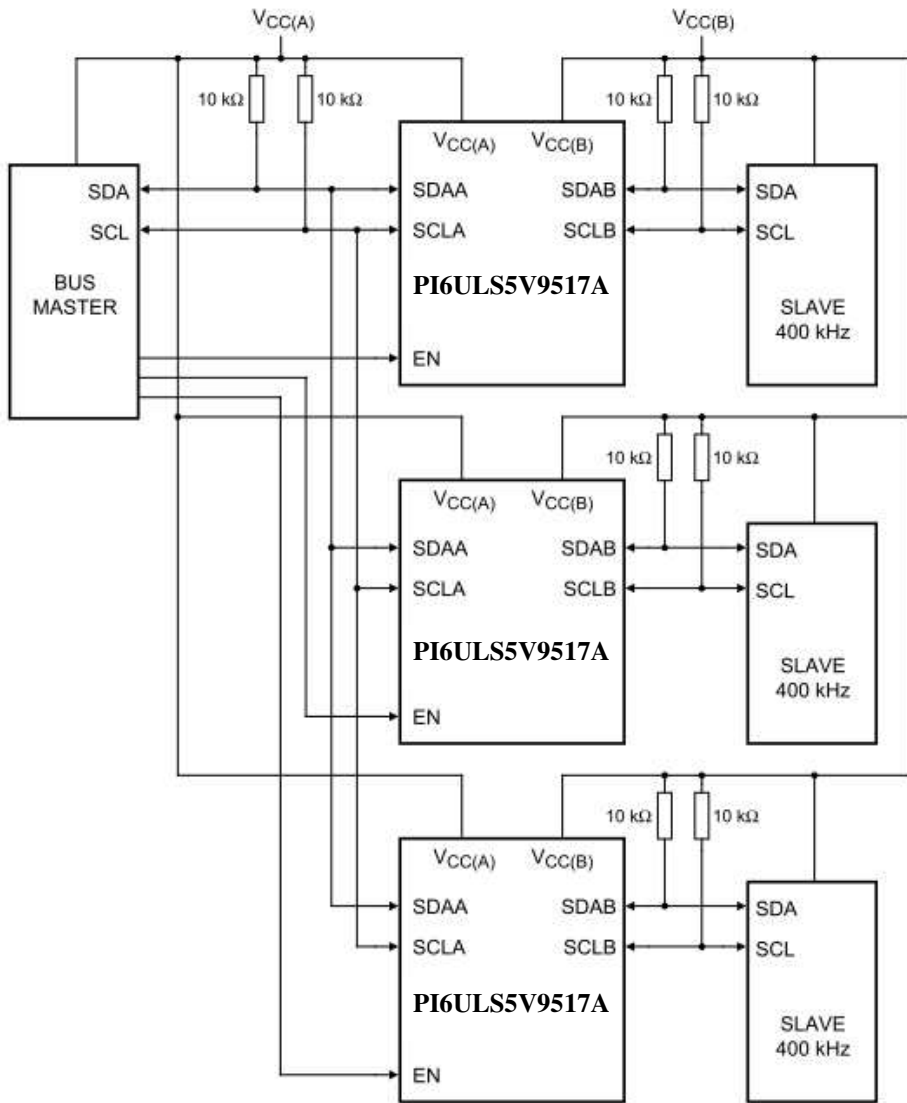 VCC(A)
VCC(B)
10 kΩ
10 kΩ
10 kΩ
10 kΩ
BUS
MASTER
SDA
SCL
VCC(A)
VCC(B)
SDAA
SDAB
SCLA
SCLB
PI6ULS5V9517A
EN
SDA
SCL
SLAVE
400 kHz
10 kΩ
10 kΩ
VCC(A)
VCC(B)
SDAA
SDAB
SCLA
SCLB
PI6ULS5V9517A
EN
SDA
SCL
SLAVE
400 kHz
10 kΩ
10 kΩ
VCC(A)
VCC(B)
SDAA
SDAB
SCLA
SCLB
PI6ULS5V9517A
EN
SDA
SCL
SLAVE
400 kHz